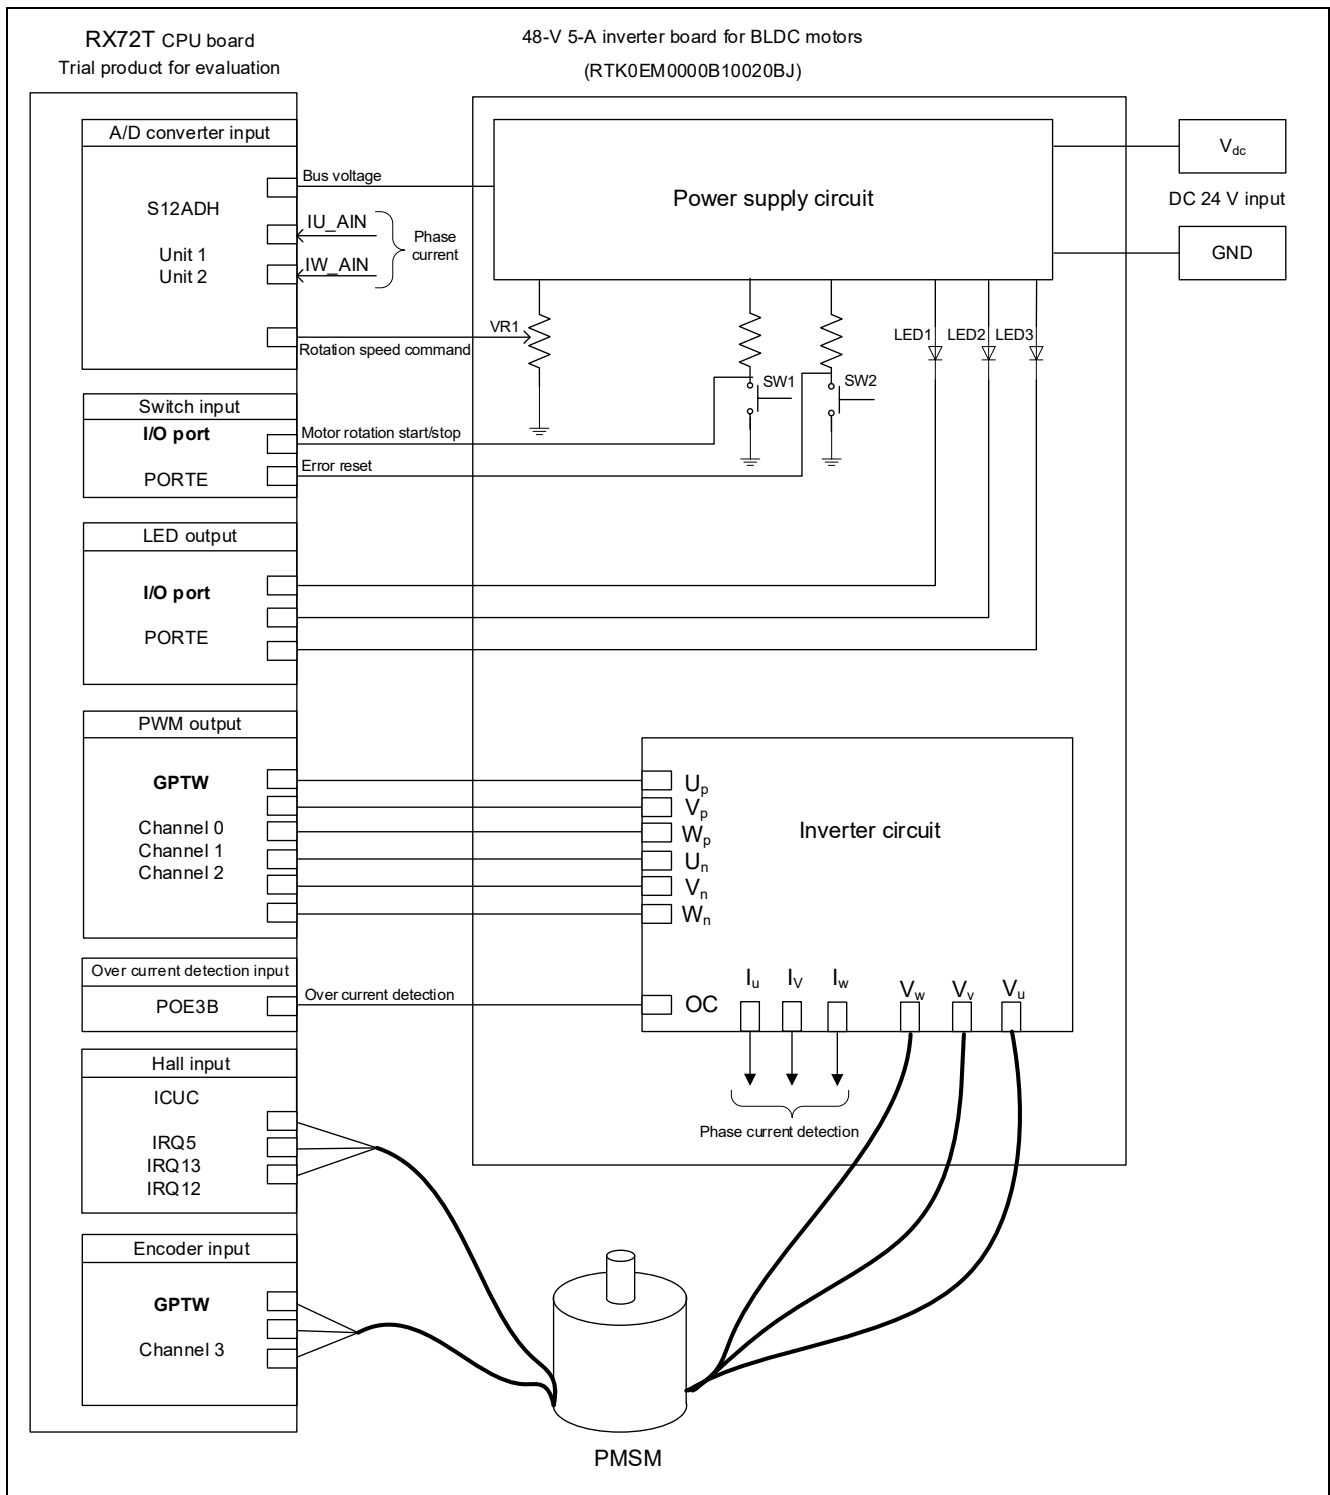 RX72T CPU board
Trial product for evaluation
48-V 5-A inverter board for BLDC motors
(RTK0EM0000B10020BJ)
A/D converter input
S12ADH
Unit 1
Unit 2
Bus voltage
IU_AIN
IW_AIN
Phase
current
Rotation speed command
VR1
Power supply circuit
Vdc
DC 24 V input
GND
LED1
LED2
LED3
SW1
SW2
Switch input
I/O port
PORTE
Motor rotation start/stop
Error reset
LED output
I/O port
PORTE
PWM output
GPTW
Channel 0
Channel 1
Channel 2
Up
Vp
Wp
Un
Vn
Wn
Inverter circuit
Over current detection input
POE3B
Over current detection
OC
Iu
IV
Iw
Vw
Vv
Vu
Phase current detection
Hall input
ICUC
IRQ5
IRQ13
IRQ12
Encoder input
GPTW
Channel 3
PMSM